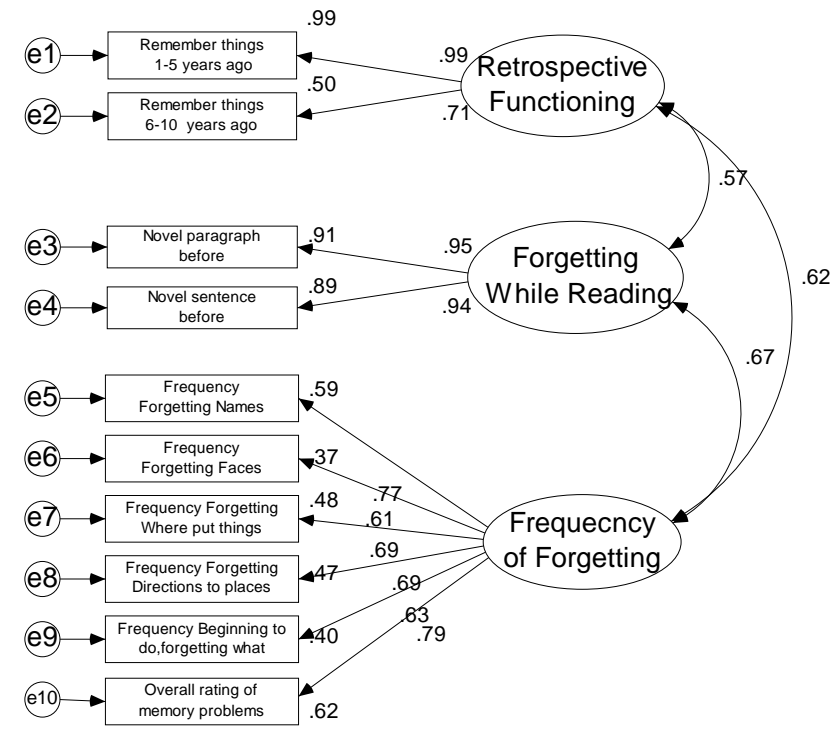 .99
e1
Remember things
1-5 years ago
.99
Retrospective
Functioning
.50
e2
Remember things
6-10 years ago
.71
.57
e3
Novel paragraph
before
.91
.95
Forgetting
While Reading
.62
e4
Novel sentence
before
.89
.94
.67
e5
Frequency
Forgetting Names
.59
e6
Frequency
Forgetting Faces
.37
.77
e7
Frequency Forgetting
Where put things
.48
.61
Frequecncy
of Forgetting
e8
Frequency Forgetting
Directions to places
.47
.69
.69
e9
Frequency Beginning to
do,forgetting what
.40
.63
.79
e10
Overall rating of
memory problems
.62